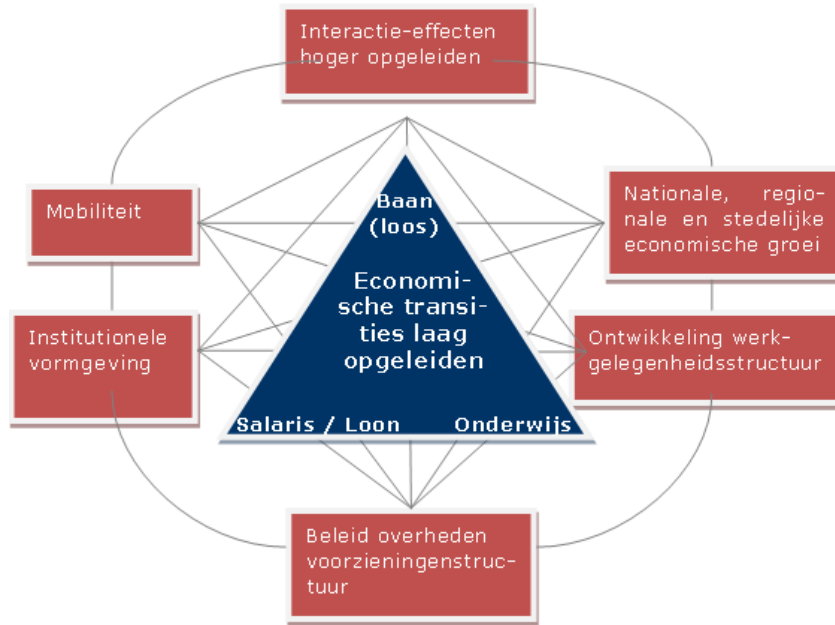 Interactie-effecten
hoger opgeleiden
Mobiliteit
Nationale, regio-
nale en stedelijke
economische groei
Baan
(loos)
Economi-
sche transi-
ties laag
opgeleiden
Institutionele
vormgeving
Ontwikkeling werk-
gelegenheidsstructuur
Salaris / Loon
Onderwijs
Beleid overheden
voorzieningenstruc-
tuur